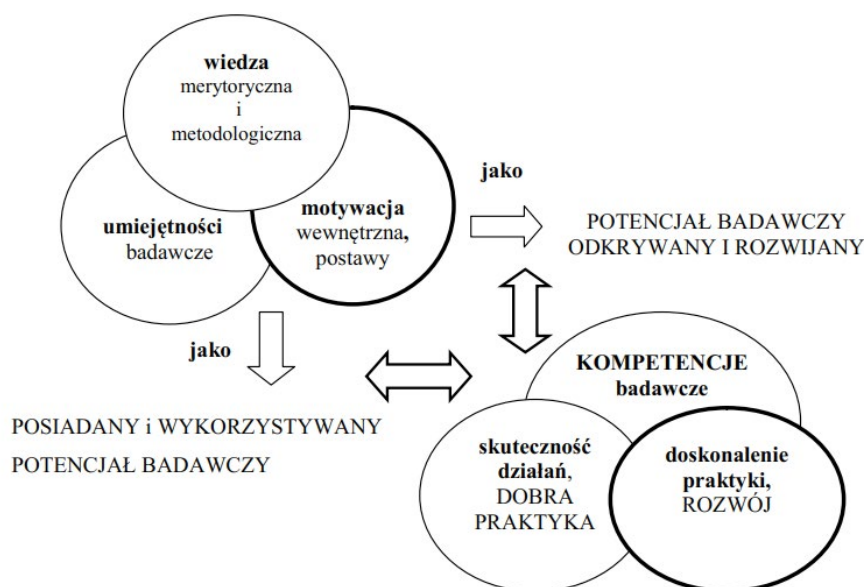 wiedza
merytoryczna
i
metodologiczna
umiejętności
badawcze
motywacja
wewnętrzna,
postawy
jako
POTENCJAŁ BADAWCZY
ODKRYWANY I ROZWIJANY
jako
POSIADANY i WYKORZYSTYWANY
POTENCJAŁ BADAWCZY
KOMPETENCJE
badawcze
skuteczność
działań,
DOBRA
PRAKTYKA
doskonalenie
praktyki,
ROZWÓJ